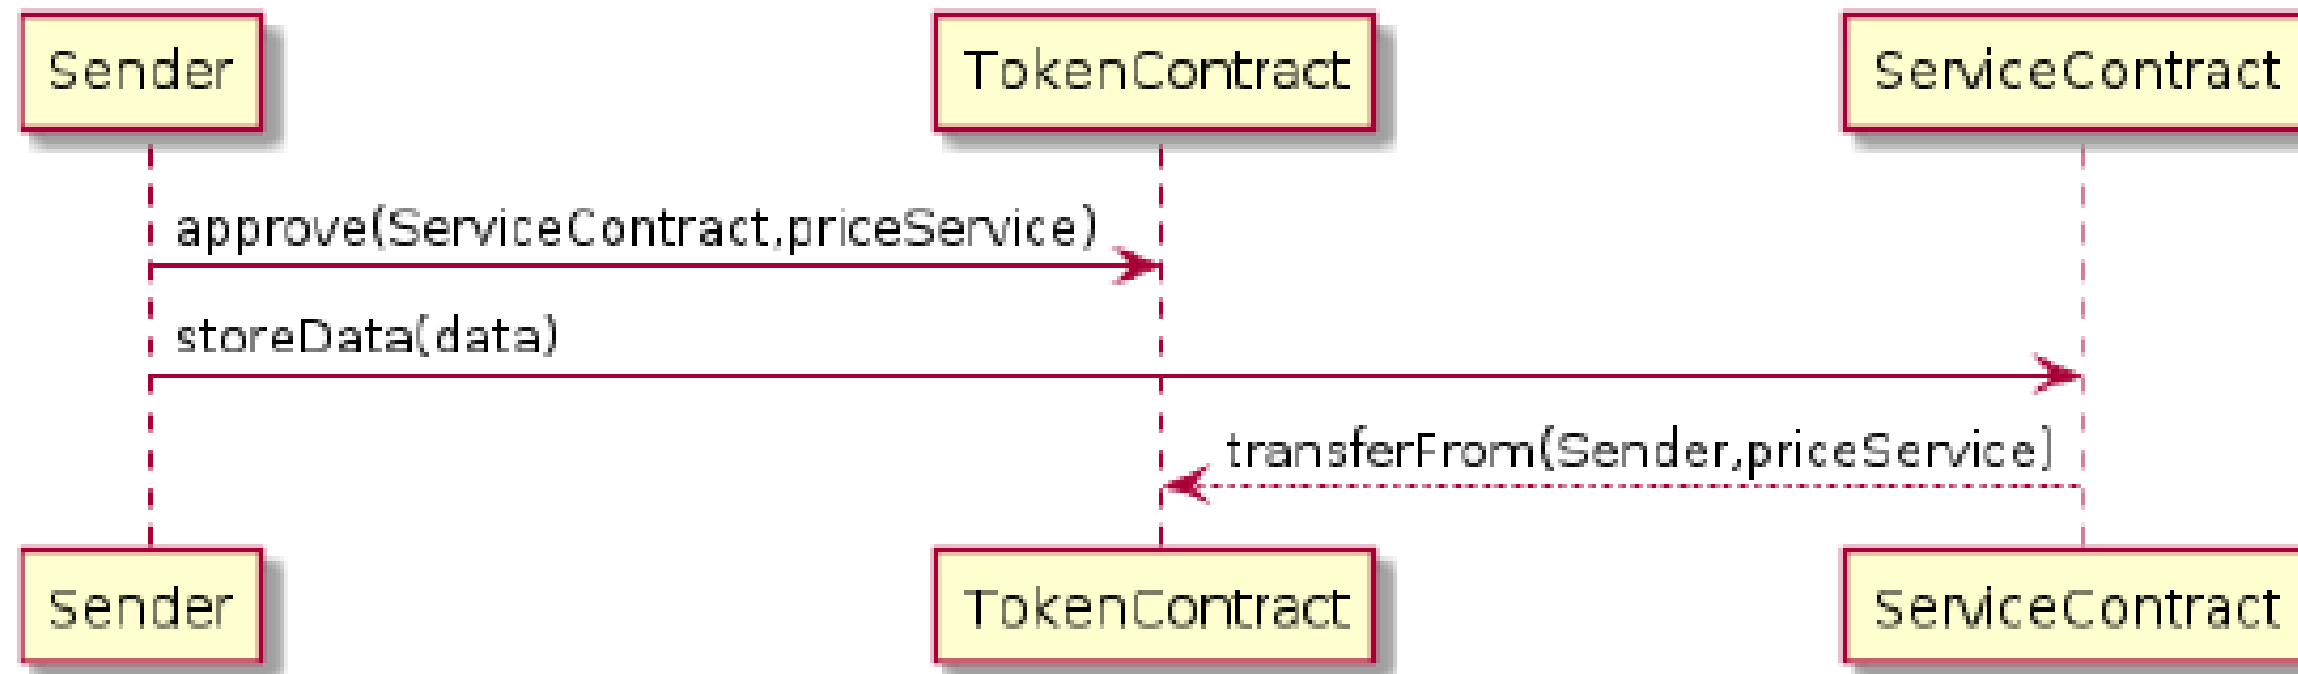 Sender
TokenContract
ServiceContract
approve(ServiceContract,priceService)
storeData(data)
transferFrom(Sender,priceService)
Sender
TokenContract
ServiceContract